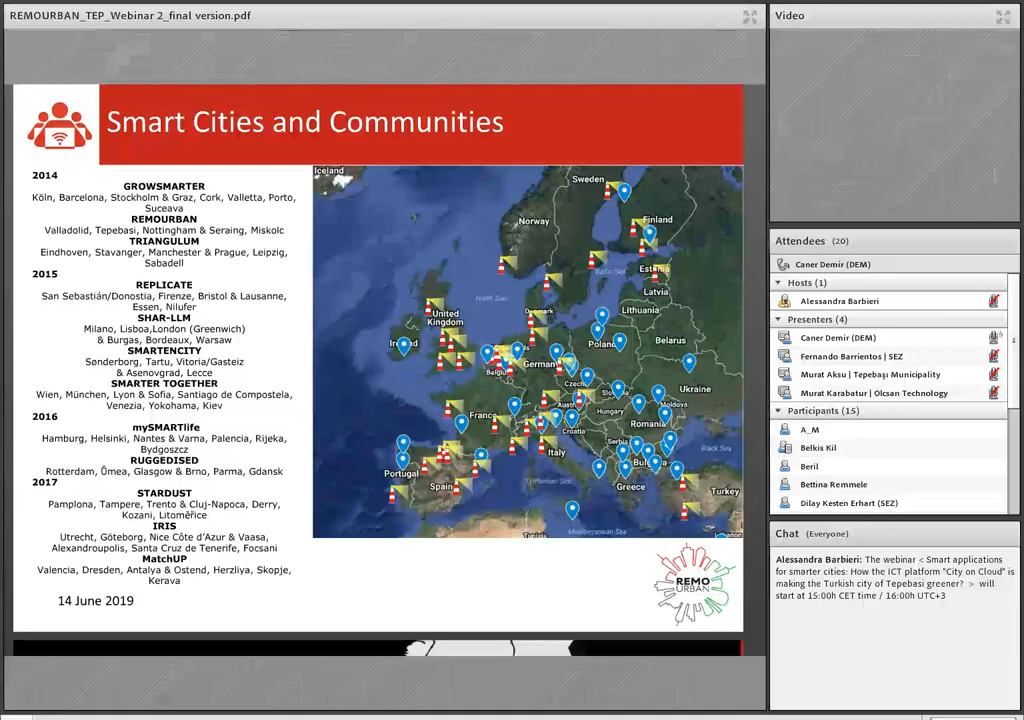 REMOURBAN_TEP_Webinar 2_final version.pdf
Smart Cities and Communities
2014
GROWSMARTER
Köln, Barcelona, Stockholm & Graz, Cork, Valletta, Porto,
Suceava
REMOURBAN
Valladolid, Tepebasi, Nottingham & Seraing, Miskolc
TRIANGULUM
Eindhoven, Stavanger, Manchester & Prague, Leipzig,
Sabadell
2015
REPLICATE
San Sebastián/Donostia, Firenze, Bristol & Lausanne,
Essen, Nilufer
SHAR-LLM
Milano, Lisboa,London (Greenwich)
& Burgas, Bordeaux, Warsaw
SMARTENCITY
Sonderborg, Tartu, Vitoria/Gasteiz
& Asenovgrad, Lecce
SMARTER TOGETHER
Wien, München, Lyon & Sofia, Santiago de Compostela,
Venezia, Yokohama, Kiev
2016
mySMARTlife
Hamburg, Helsinki, Nantes & Varna, Palencia, Rijeka,
Bydgoszcz
RUGGEDISED
Rotterdam, Ömea, Glasgow & Brno, Parma, Gdansk
2017
STARDUST
Pamplona, Tampere, Trento & Cluj-Napoca, Derry,
Kozani, Litoměřice
IRIS
Utrecht, Göteborg, Nice Côte d'Azur & Vaasa,
Alexandroupolis, Santa Cruz de Tenerife, Focsani
MatchUP
Valencia, Dresden, Antalya & Ostend, Herzliya, Skopje,
Kerava
14 June 2019
Iceland
Sweden
Norway
Finland
Baltic Sea
Latvia
North Sea
Denmark
Lithuania
United
Kingdom
Belarus
Poland
German
Ukraine
Moldova
France
Hungary
Romania
Croatia
Serbia
Italy
Black Sea
Portugal
Spain
Tyrrhenian Sea
Greece
Turkey
Mediterranean Sea
REMO
URBAN
Video
Attendees (20)
Caner Demir (DEM)
Hosts (1)
Alessandra Barbieri
Presenters (4)
Caner Demir (DEM)
Fernando Barrientos | SEZ
Murat Aksu | Tepebaşı Municipality
Murat Karabatur | Olcsan Technology
Participants (15)
A_M
Belkis Kil
Beril
Bettina Remmele
Dilay Kesten Erhart (SEZ)
Chat (Everyone)
Alessandra Barbieri: The webinar < Smart applications
for smarter cities: How the ICT platform "City on Cloud" is
making the Turkish city of Tepebasi greener? > will
start at 15:00h CET time / 16:00h UTC+3